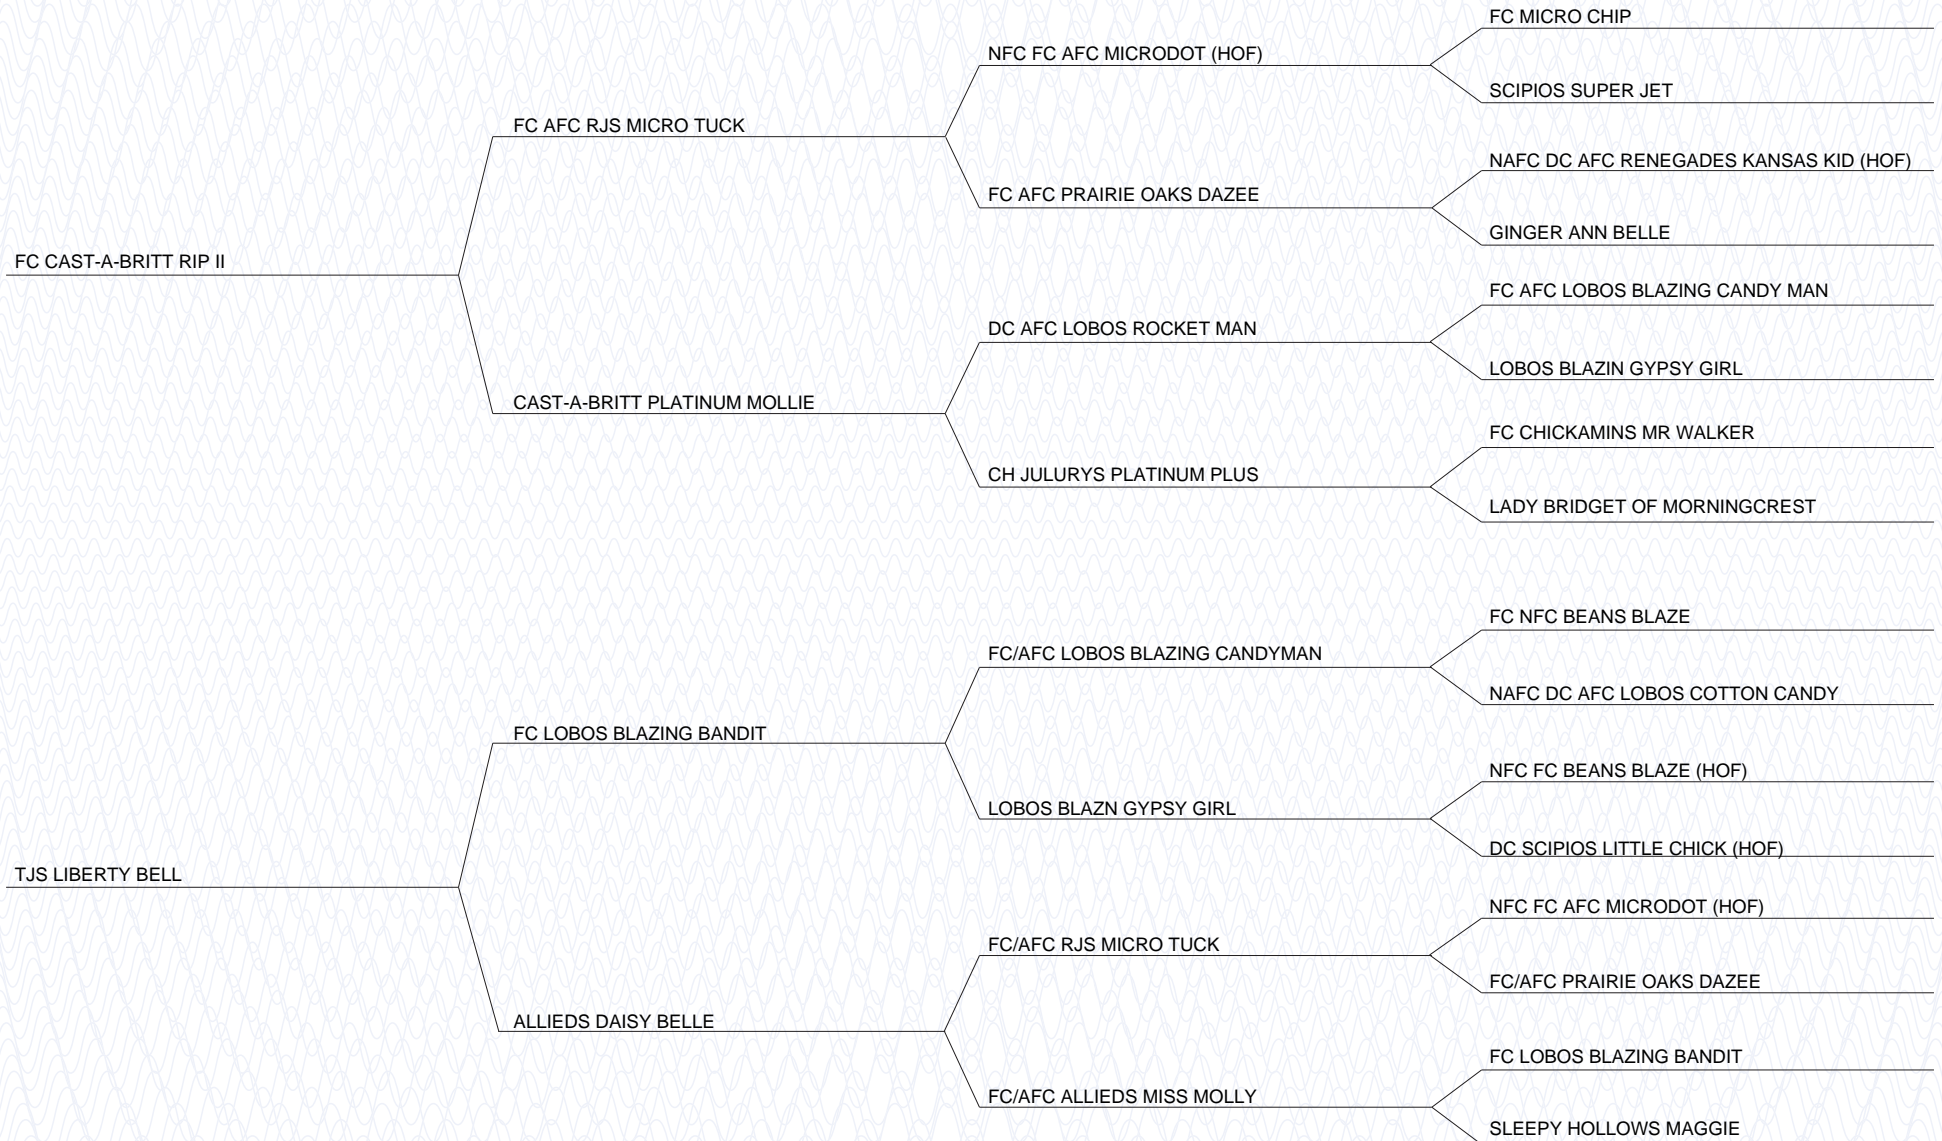 FC MICRO CHIP
NFC FC AFC MICRODOT (HOF)
SCIPIOS SUPER JET
FC AFC RJS MICRO TUCK
NAFC DC AFC RENEGADES KANSAS KID (HOF)
FC AFC PRAIRIE OAKS DAZEE
GINGER ANN BELLE
FC CAST-A-BRITT RIP II
FC AFC LOBOS BLAZING CANDY MAN
DC AFC LOBOS ROCKET MAN
LOBOS BLAZIN GYPSY GIRL
CAST-A-BRITT PLATINUM MOLLIE
FC CHICKAMINS MR WALKER
CH JULURYS PLATINUM PLUS
LADY BRIDGET OF MORNINGCREST
FC NFC BEANS BLAZE
FC/AFC LOBOS BLAZING CANDYMAN
NAFC DC AFC LOBOS COTTON CANDY
FC LOBOS BLAZING BANDIT
NFC FC BEANS BLAZE (HOF)
LOBOS BLAZN GYPSY GIRL
DC SCIPIOS LITTLE CHICK (HOF)
TJS LIBERTY BELL
NFC FC AFC MICRODOT (HOF)
FC/AFC RJS MICRO TUCK
FC/AFC PRAIRIE OAKS DAZEE
ALLIEDS DAISY BELLE
FC LOBOS BLAZING BANDIT
FC/AFC ALLIEDS MISS MOLLY
SLEEPY HOLLOWS MAGGIE